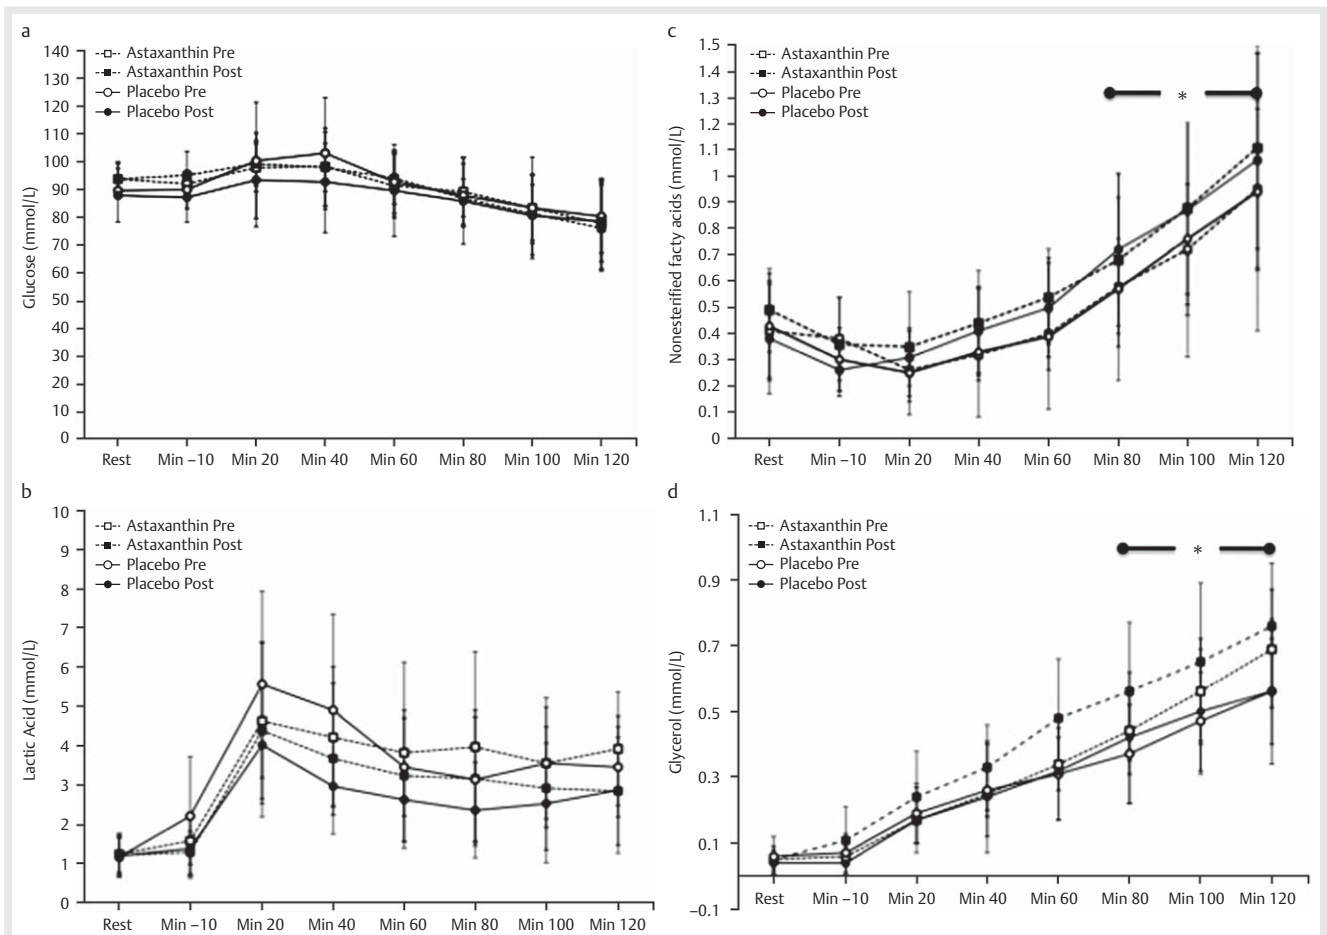 a
Astaxanthin Pre
Astaxanthin Post
Placebo Pre
Placebo Post
140
130
120
110
100
90
80
70
60
50
40
30
20
10
0
Glucose (mmol/L)
Rest Min –10 Min 20 Min 40 Min 60 Min 80 Min 100 Min 120
b
Astaxanthin Pre
Astaxanthin Post
Placebo Pre
Placebo Post
10
9
8
7
6
5
4
3
2
1
0
Lactic Acid (mmol/L)
Rest Min –10 Min 20 Min 40 Min 60 Min 80 Min 100 Min 120
c
Astaxanthin Pre
Astaxanthin Post
Placebo Pre
Placebo Post
*
1.5
1.4
1.3
1.2
1.1
1
0.9
0.8
0.7
0.6
0.5
0.4
0.3
0.2
0.1
0
Nonesterified facty acids (mmol/L)
Rest Min –10 Min 20 Min 40 Min 60 Min 80 Min 100 Min 120
d
Astaxanthin Pre
Astaxanthin Post
Placebo Pre
Placebo Post
*
1.1
0.9
0.7
0.5
0.3
0.1
–0.1
Glycerol (mmol/L)
Rest Min –10 Min 20 Min 40 Min 60 Min 80 Min 100 Min 120